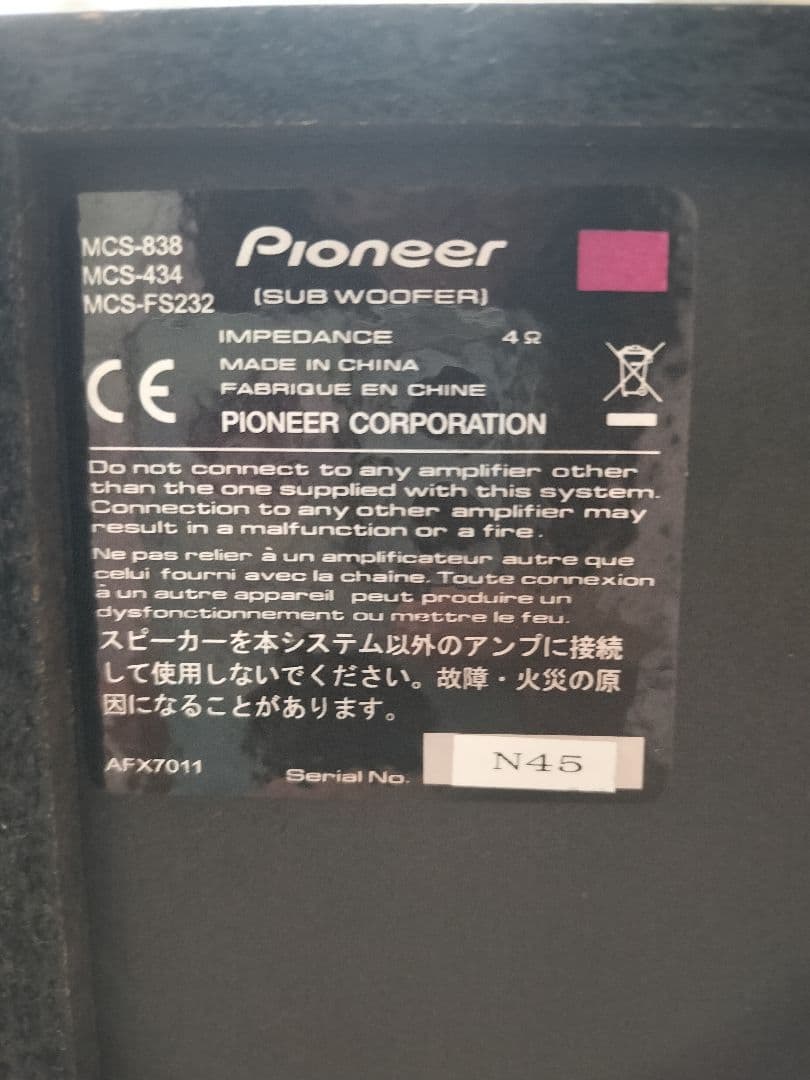 MCS-838
MCS-434
MCS-FS232
Pioneer
(SUB WOOFER)
IMPEDANCE 4Ω
MADE IN CHINA
FABRIQUE EN CHINE
PIONEER CORPORATION
CE
Do not connect to any amplifier other
than the one supplied with this system.
Connection to any other amplifier may
result in a malfunction or a fire.
Ne pas relier à un amplificateur autre que
celui fourni avec la chaîne. Toute connexion
à un autre appareil peut produire un
dysfonctionnement ou mettre le feu.
スピーカーを本システム以外のアンプに接続
して使用しないでください。故障・火災の原
因になることがあります。
AFX7011
Serial No.
N45